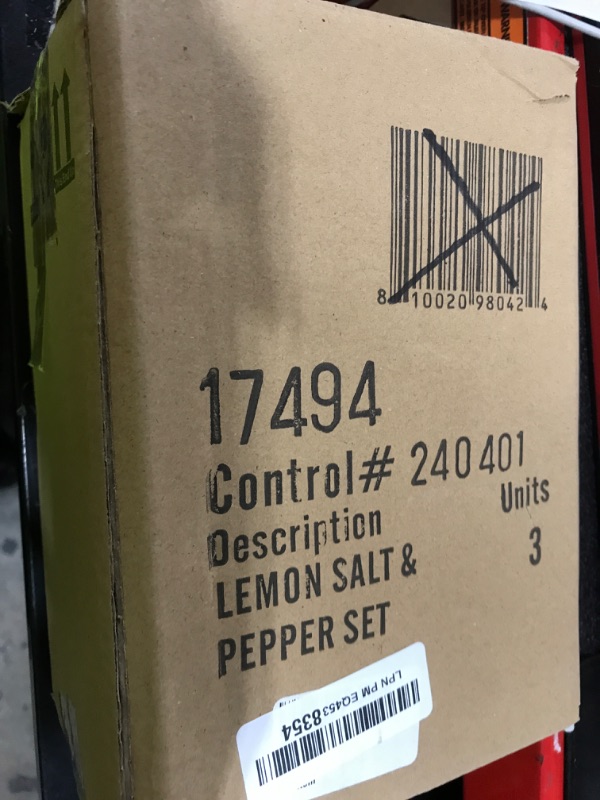 8 10020 98042 4
17494
Control# 240401
Description Units
LEMON SALT & 3
PEPPER SET
LPN PM EQ4538354